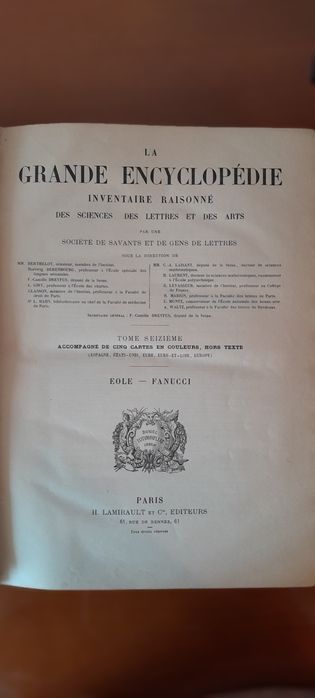 LA
GRANDE ENCYCLOPÉDIE
INVENTAIRE RAISONNÉ
DES SCIENCES DES LETTRES ET DES ARTS
PAR UNE
SOCIÉTÉ DE SAVANTS ET DE GENS DE LETTRES
SOUS LA DIRECTION DE
MM. BERTHELOT, sénateur, membre de l'Institut.
Hartwig DERENBOURG, professeur à l'École spéciale des langues orientales.
F.-Camille DREYFUS, député de la Seine.
A. GIRY, professeur à l'École des chartes.
GLASSON, membre de l'Institut, professeur à la Faculté de droit de Paris.
Dr L. HAHN, bibliothécaire en chef de la Faculté de médecine de Paris.
MM. C.-A. LAISANT, député de la Seine, docteur ès sciences mathématiques.
H. LAURENT, docteur ès sciences mathématiques, examinateur à l'École polytechnique.
E. LEVASSEUR, membre de l'Institut, professeur au Collège de France.
H. MARION, professeur à la Faculté des lettres de Paris.
E. MÜNTZ, conservateur de l'École nationale des beaux-arts.
A. WALTZ, professeur à la Faculté des lettres de Bordeaux.
SECRÉTAIRE GÉNÉRAL : F.-Camille DREYFUS, député de la Seine.
TOME SEIZIÈME
ACCOMPAGNÉ DE CINQ CARTES EN COULEURS, HORS TEXTE
(ESPAGNE, ÉTATS-UNIS, EURE, EURE-ET-LOIR, EUROPE)
EOLE – FANUCCI
PARIS
H. LAMIRAULT ET Cie, ÉDITEURS
61, RUE DE RENNES, 61
Tous droits réservés